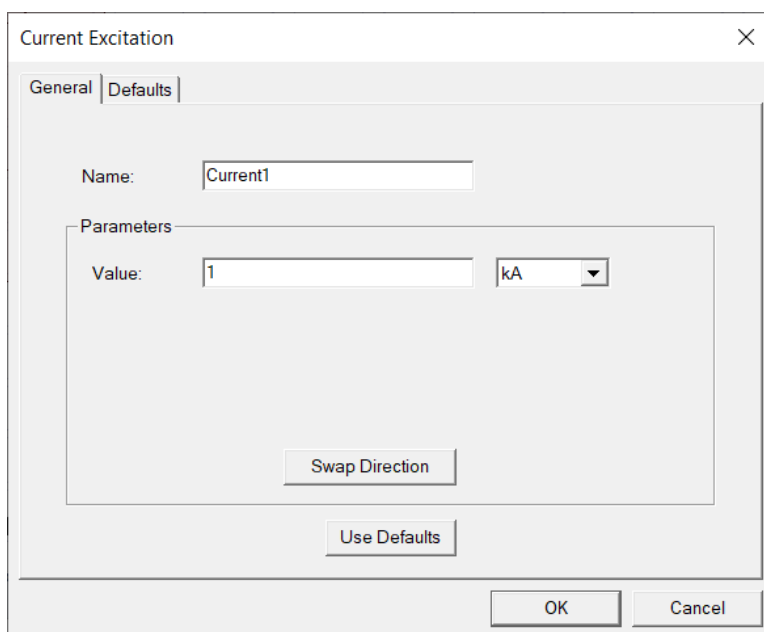 Current Excitation
General Defaults
Name: Current1
Parameters
Value: 1 kA
Swap Direction
Use Defaults
OK Cancel